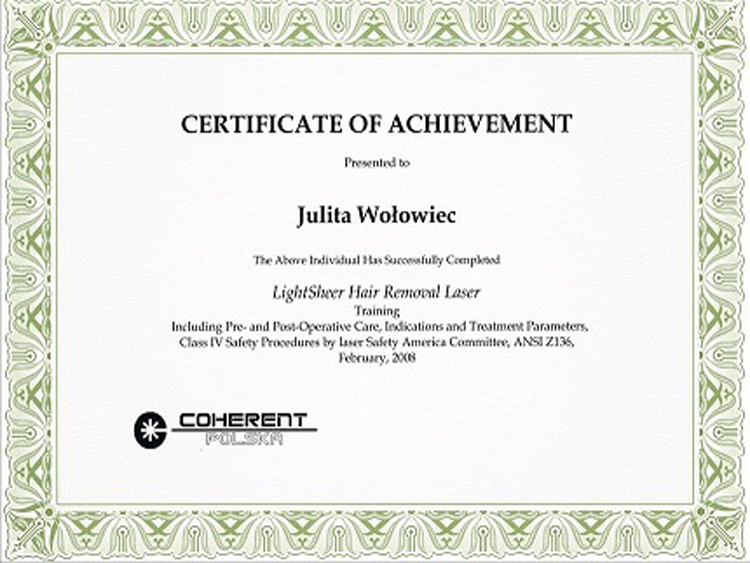 CERTIFICATE OF ACHIEVEMENT
Presented to
Julita Wołowiec
The Above Individual Has Successfully Completed
LightSheer Hair Removal Laser
Training
Including Pre- and Post-Operative Care, Indications and Treatment Parameters,
Class IV Safety Procedures by laser Safety America Committee, ANSI Z136,
February, 2008
COHERENT
POLSKA